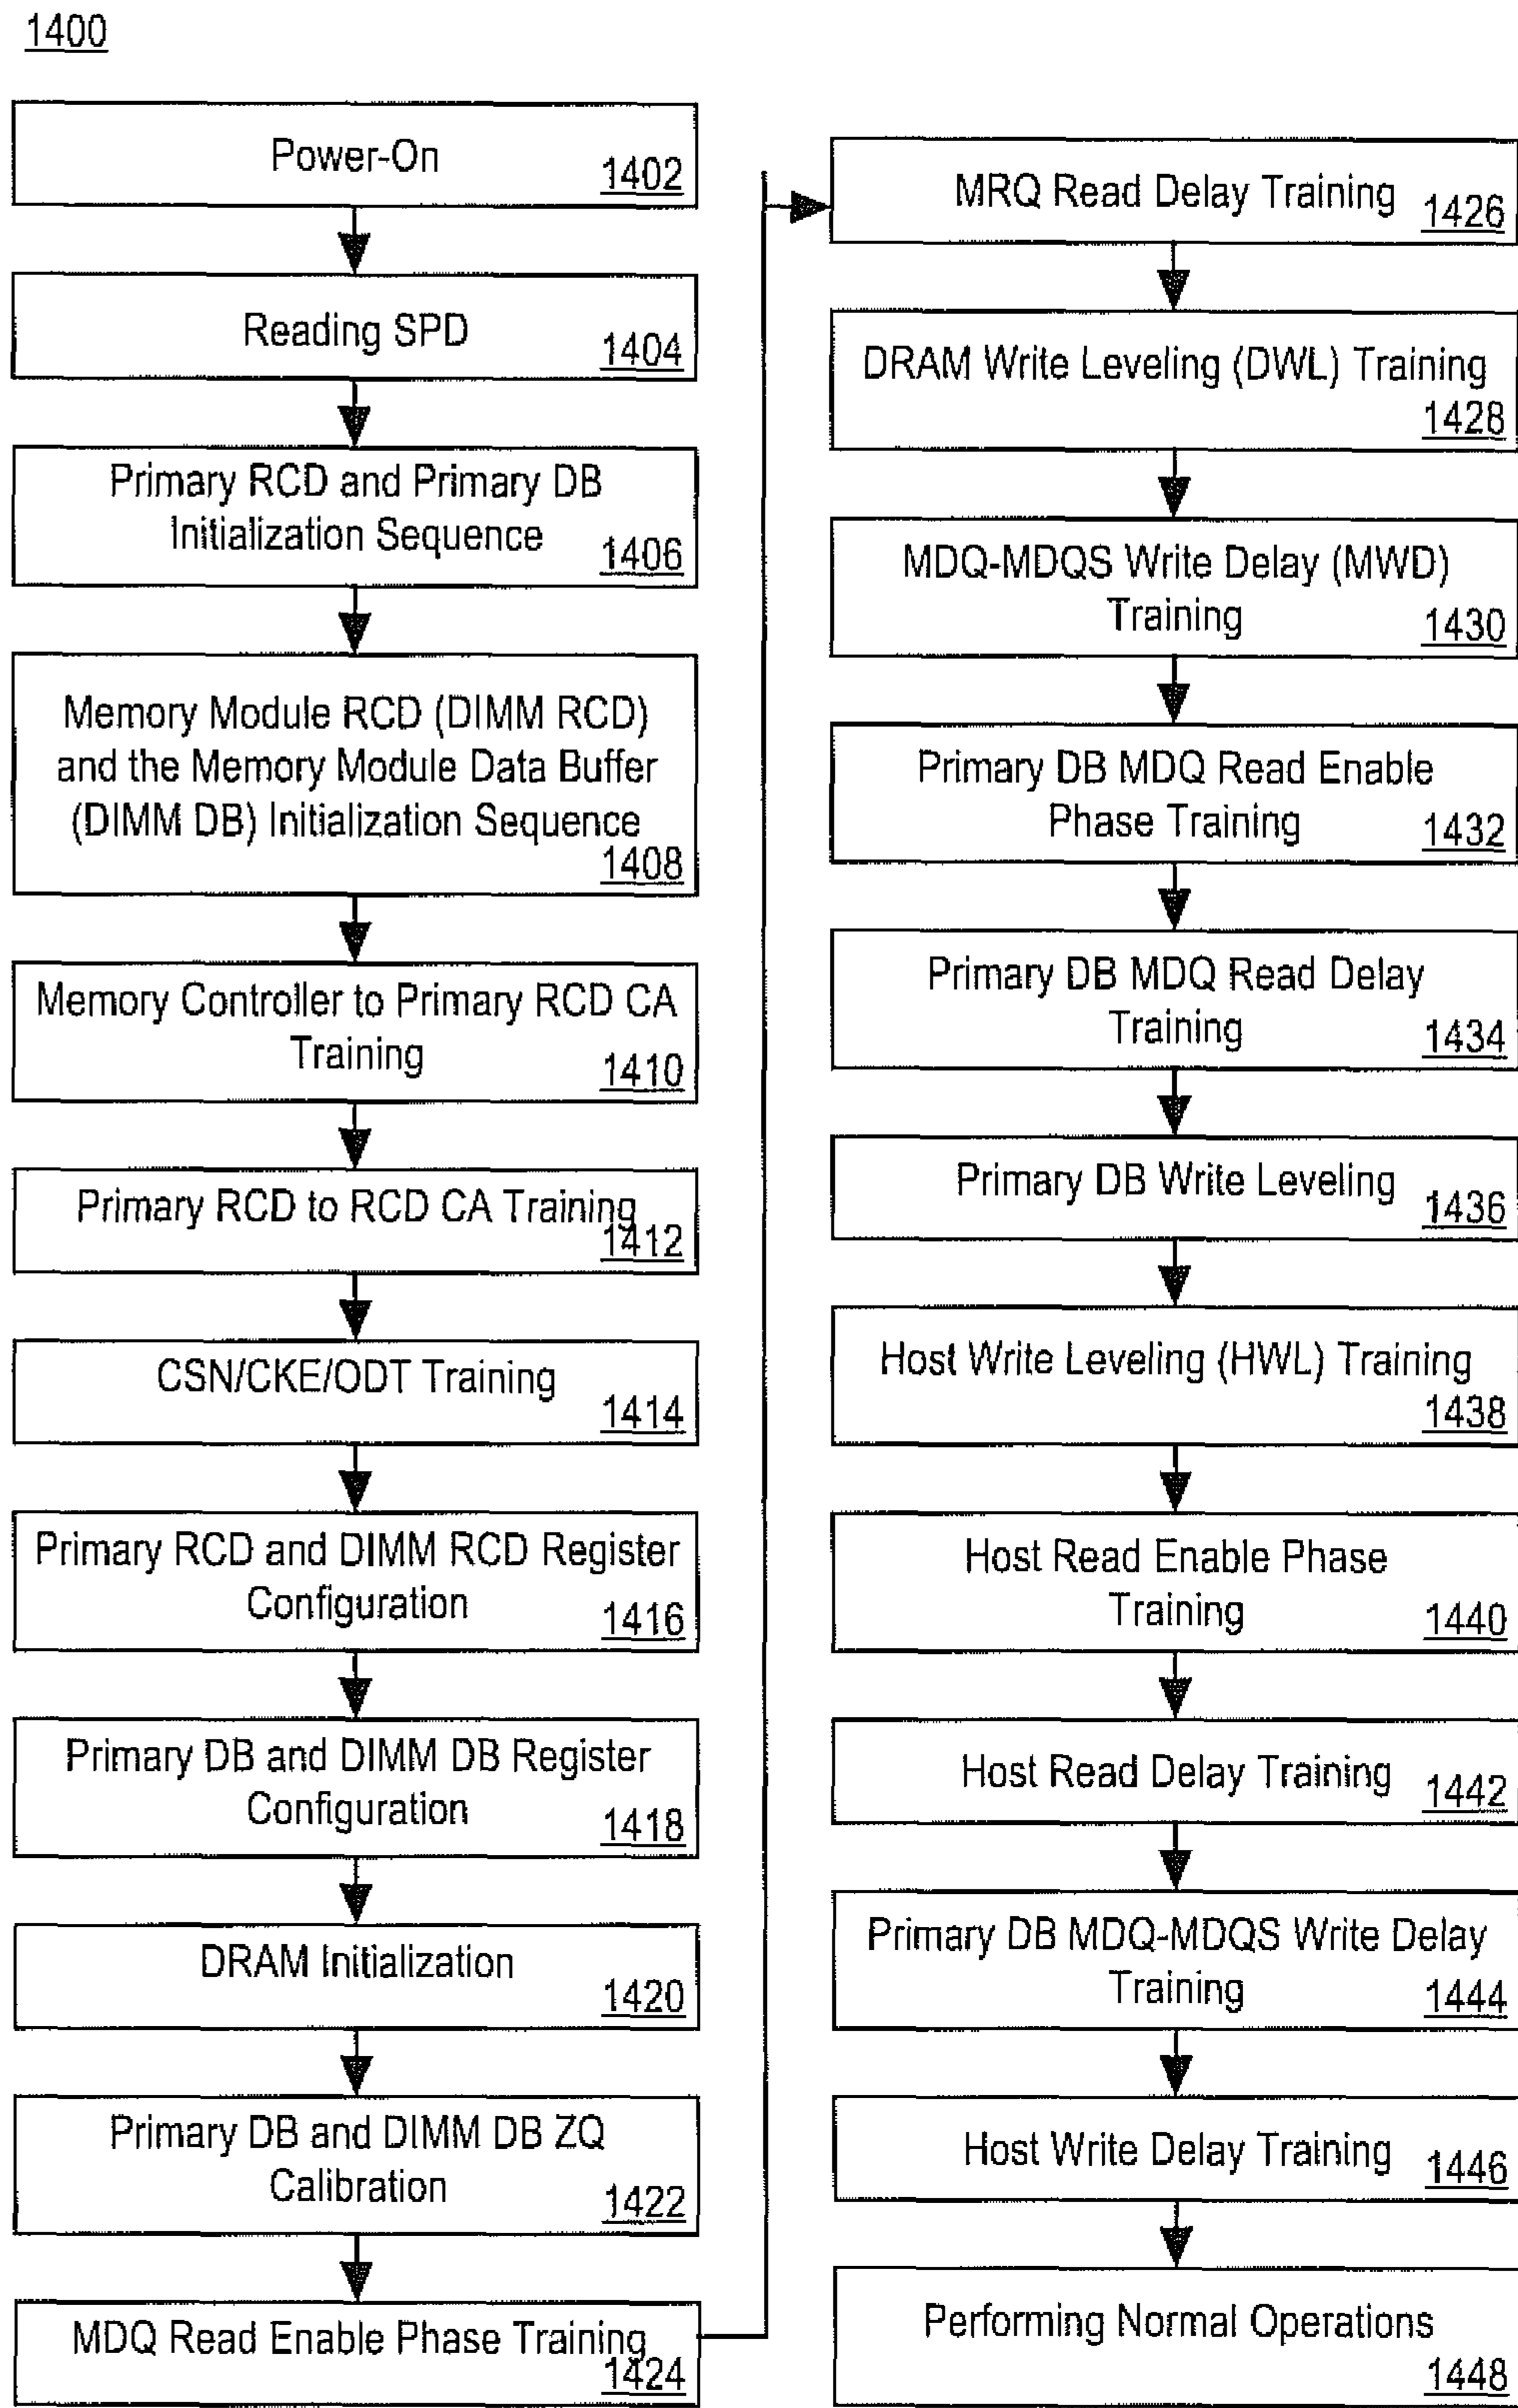 1400
Power-On
1402
Reading SPD
1404
Primary RCD and Primary DB
Initialization Sequence
1406
Memory Module RCD (DIMM RCD)
and the Memory Module Data Buffer
(DIMM DB) Initialization Sequence
1408
Memory Controller to Primary RCD CA
Training
1410
Primary RCD to RCD CA Training
1412
CSN/CKE/ODT Training
1414
Primary RCD and DIMM RCD Register
Configuration
1416
Primary DB and DIMM DB Register
Configuration
1418
DRAM Initialization
1420
Primary DB and DIMM DB ZQ
Calibration
1422
MDQ Read Enable Phase Training
1424
MRQ Read Delay Training
1426
DRAM Write Leveling (DWL) Training
1428
MDQ-MDQS Write Delay (MWD)
Training
1430
Primary DB MDQ Read Enable
Phase Training
1432
Primary DB MDQ Read Delay
Training
1434
Primary DB Write Leveling
1436
Host Write Leveling (HWL) Training
1438
Host Read Enable Phase
Training
1440
Host Read Delay Training
1442
Primary DB MDQ-MDQS Write Delay
Training
1444
Host Write Delay Training
1446
Performing Normal Operations
1448